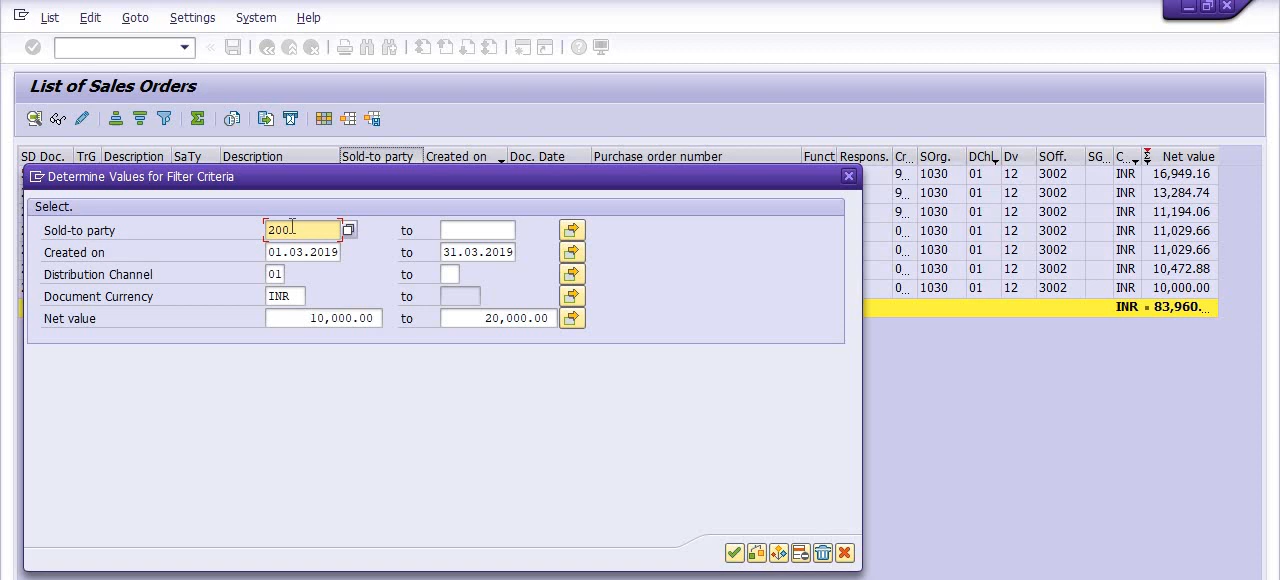 List Edit Goto Settings System Help
List of Sales Orders
SD Doc. TrG Description SaTy Description Sold-to party Created on Doc. Date Purchase order number Funct Respons. Cr... SOrg. DChl Dv SOff. SG... C... Net value
Determine Values for Filter Criteria
9... 1030 01 12 3002 INR 16,949.16
0... 1030 01 12 3002 INR 13,284.74
Select.
9... 1030 01 12 3002 INR 11,194.06
Sold-to party 200 to
0... 1030 01 12 3002 INR 11,029.66
Created on 01.03.2019 to 31.03.2019
0... 1030 01 12 3002 INR 11,029.66
Distribution Channel 01 to
0... 1030 01 12 3002 INR 10,472.88
Document Currency INR to
0... 1030 01 12 3002 INR 10,000.00
INR 83,960....
Net value 10,000.00 to 20,000.00